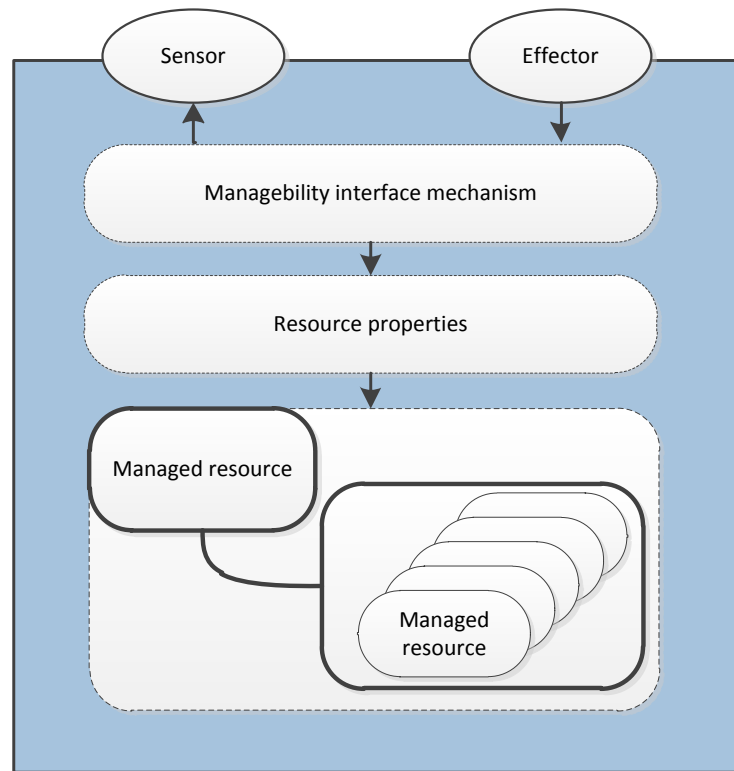 Sensor
Effector
Managebility interface mechanism
Resource properties
Managed resource
Managed
resource